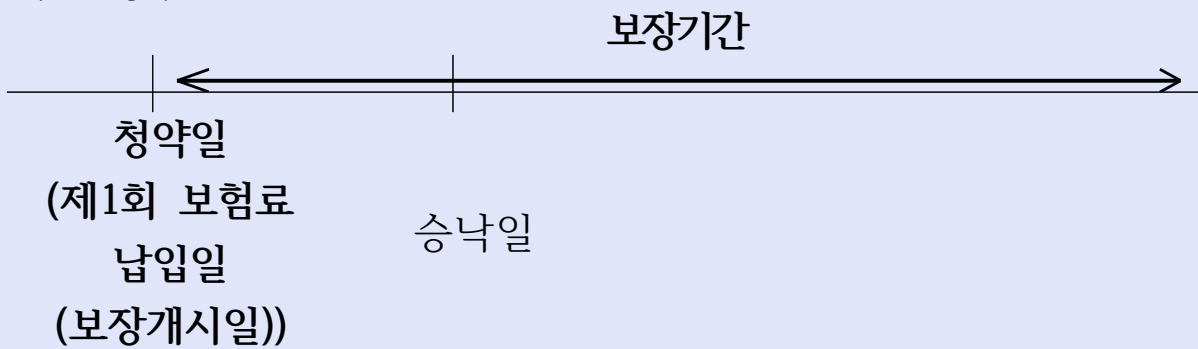 보장기간
청약일
(제1회 보험료
납입일
(보장개시일))
승낙일